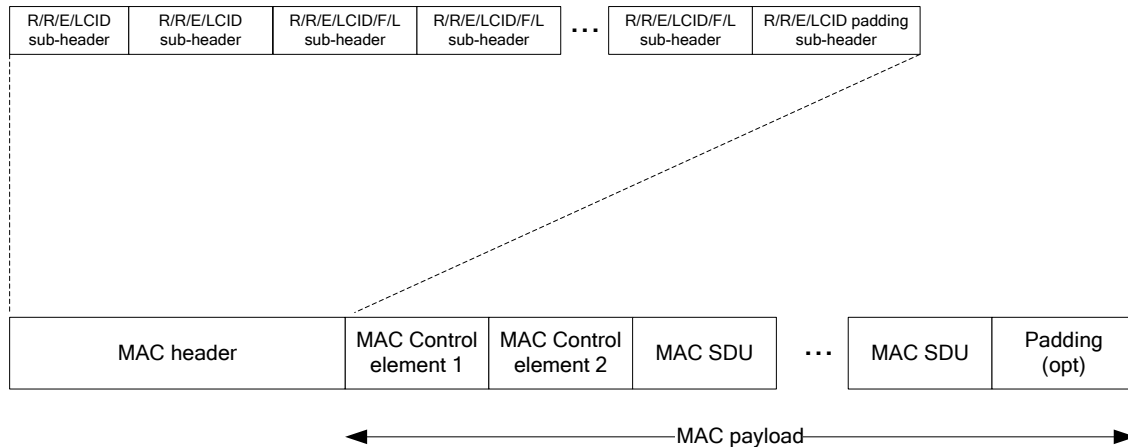 R/R/E/LCID sub-header
R/R/E/LCID sub-header
R/R/E/LCID/F/L sub-header
R/R/E/LCID/F/L sub-header
...
R/R/E/LCID/F/L sub-header
R/R/E/LCID padding sub-header
MAC header
MAC Control element 1
MAC Control element 2
MAC SDU
...
MAC SDU
Padding (opt)
MAC payload